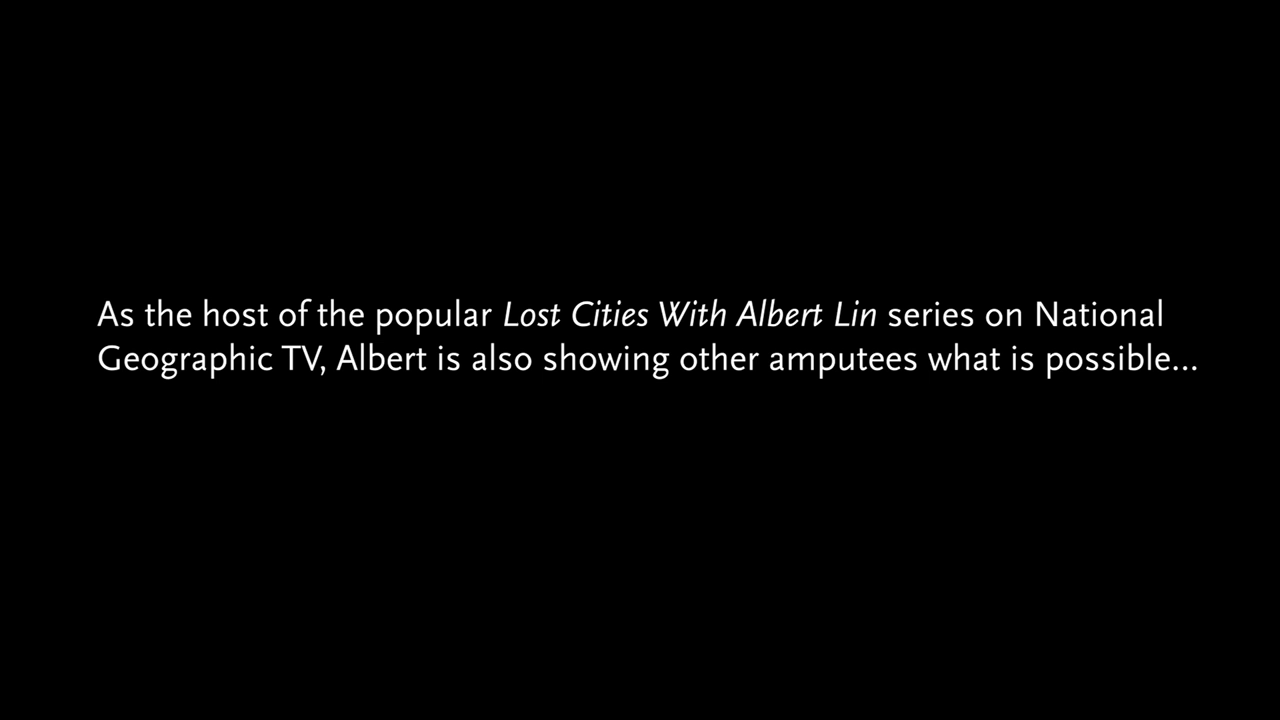 As the host of the popular Lost Cities With Albert Lin series on National
Geographic TV, Albert is also showing other amputees what is possible...